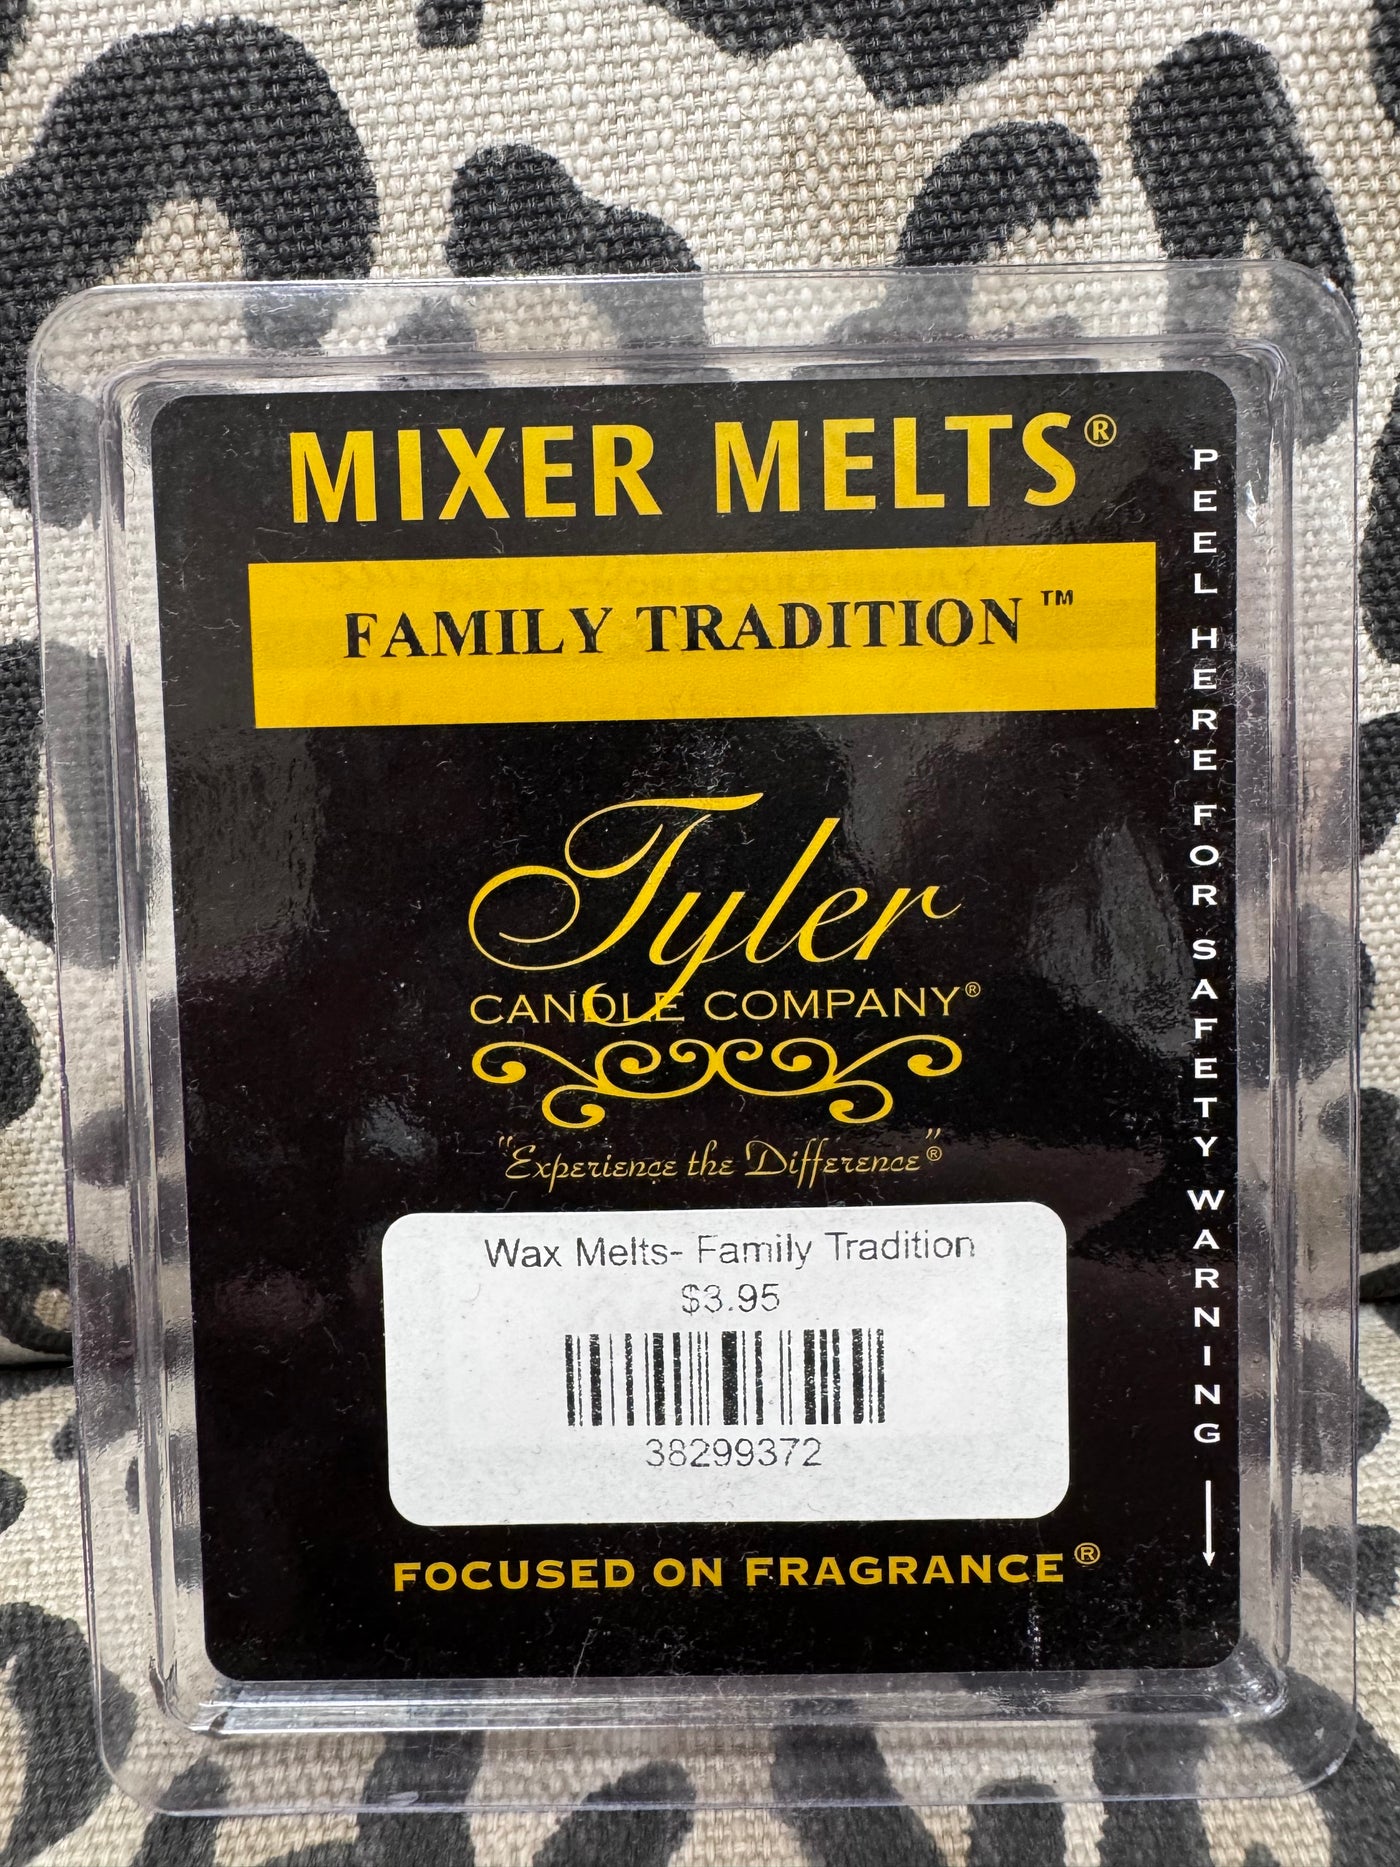 MIXER MELTS®
FAMILY TRADITION™
Tyler
CANDLE COMPANY®
"Experience the Difference"®
Wax Melts- Family Tradition
$3.95
38299372
FOCUSED ON FRAGRANCE®
PEEL HERE FOR SAFETY WARNING